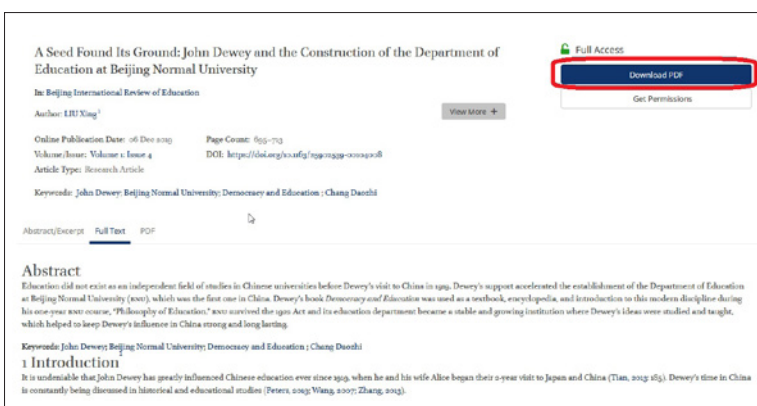 A Seed Found Its Ground: John Dewey and the Construction of the Department of
Education at Beijing Normal University
In: Beijing International Review of Education
Author: LIU Xing
View More +
Online Publication Date: 06 Dec 2019
Page Count: 695–713
Volume/Issue: Volume 1: Issue 4
DOI: https://doi.org/10.1163/25902539-00104008
Article Type: Research Article
Keywords: John Dewey; Beijing Normal University; Democracy and Education ; Chang Daozhi
Full Access
Download PDF
Get Permissions
Abstract/Excerpt Full Text PDF
Abstract
Education did not exist as an independent field of studies in Chinese universities before Dewey's visit to China in 1919. Dewey's support accelerated the establishment of the Department of Education
at Beijing Normal University (BNU), which was the first one in China. Dewey's book Democracy and Education was used as a textbook, encyclopedia, and introduction to this modern discipline during
his one-year BNU course, "Philosophy of Education." BNU survived the 1922 Act and its education department became a stable and growing institution where Dewey's ideas were studied and taught,
which helped to keep Dewey's influence in China strong and long lasting.
Keywords: John Dewey; Beijing Normal University; Democracy and Education ; Chang Daozhi
1 Introduction
It is undeniable that John Dewey has greatly influenced Chinese education ever since 1919, when he and his wife Alice began their 2-year visit to Japan and China (Tian, 2013: 185). Dewey's time in China
is constantly being discussed in historical and educational studies (Peters, 2019; Wang, 2007; Zhang, 2013).